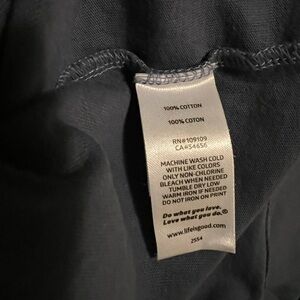 100% COTTON
100% COTON
RN#109109
CA#54656
MACHINE WASH COLD
WITH LIKE COLORS
ONLY NON-CHLORINE
BLEACH WHEN NEEDED
TUMBLE DRY LOW
WARM IRON IF NEEDED
DO NOT IRON ON PRINT
Do what you love.
Love what you do.®
www.lifeisgood.com
2554